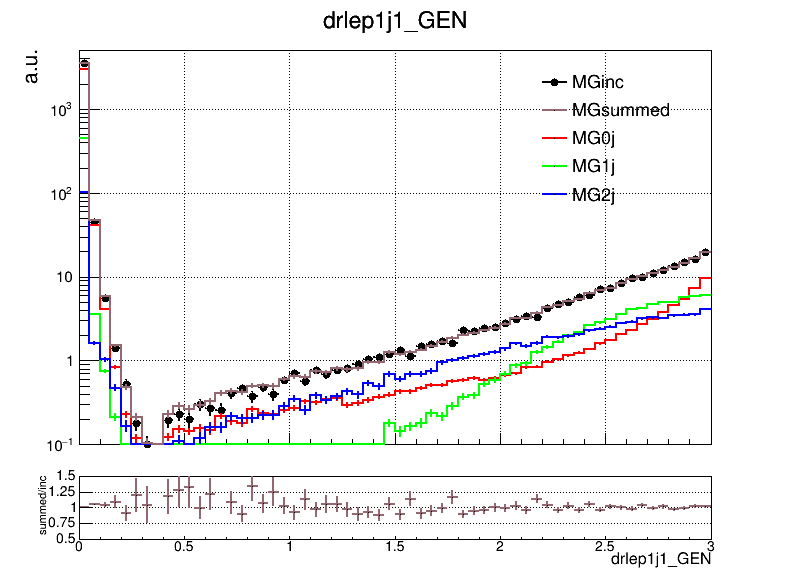 drlep1j1_GEN
a.u.
MGinc
MGsummed
MG0j
MG1j
MG2j
10³
10²
10
1
10⁻¹
summed/inc
1.5
1.25
1
0.75
0.5
0 0.5 1 1.5 2 2.5 3
drlep1j1_GEN